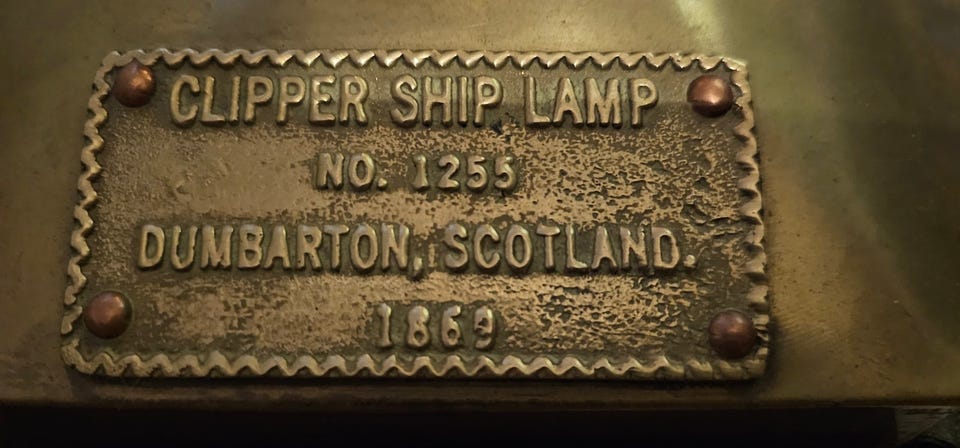 CLIPPER SHIP LAMP
NO. 1255
DUMBARTON, SCOTLAND.
1869